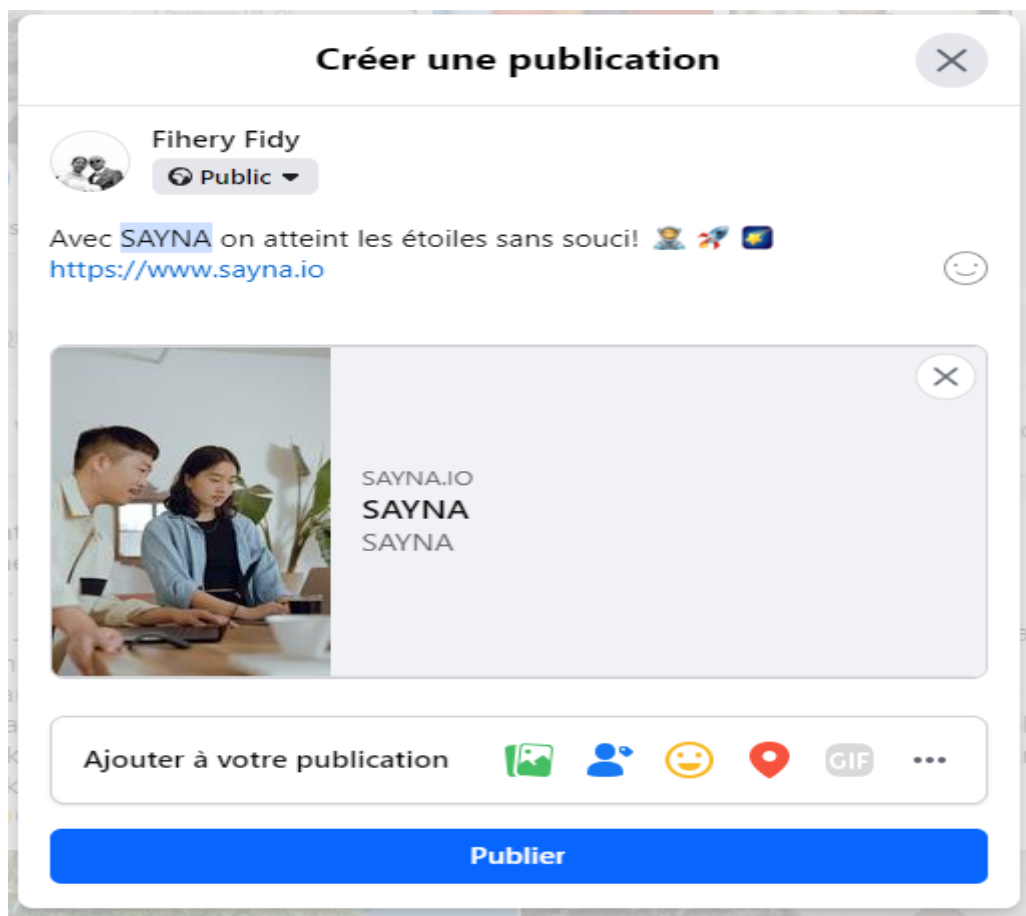 Créer une publication
Fihery Fidy
Public
Avec SAYNA on atteint les étoiles sans souci! 👨‍🚀 🚀 🌠
https://www.sayna.io
SAYNA.IO
SAYNA
SAYNA
Ajouter à votre publication
GIF
Publier